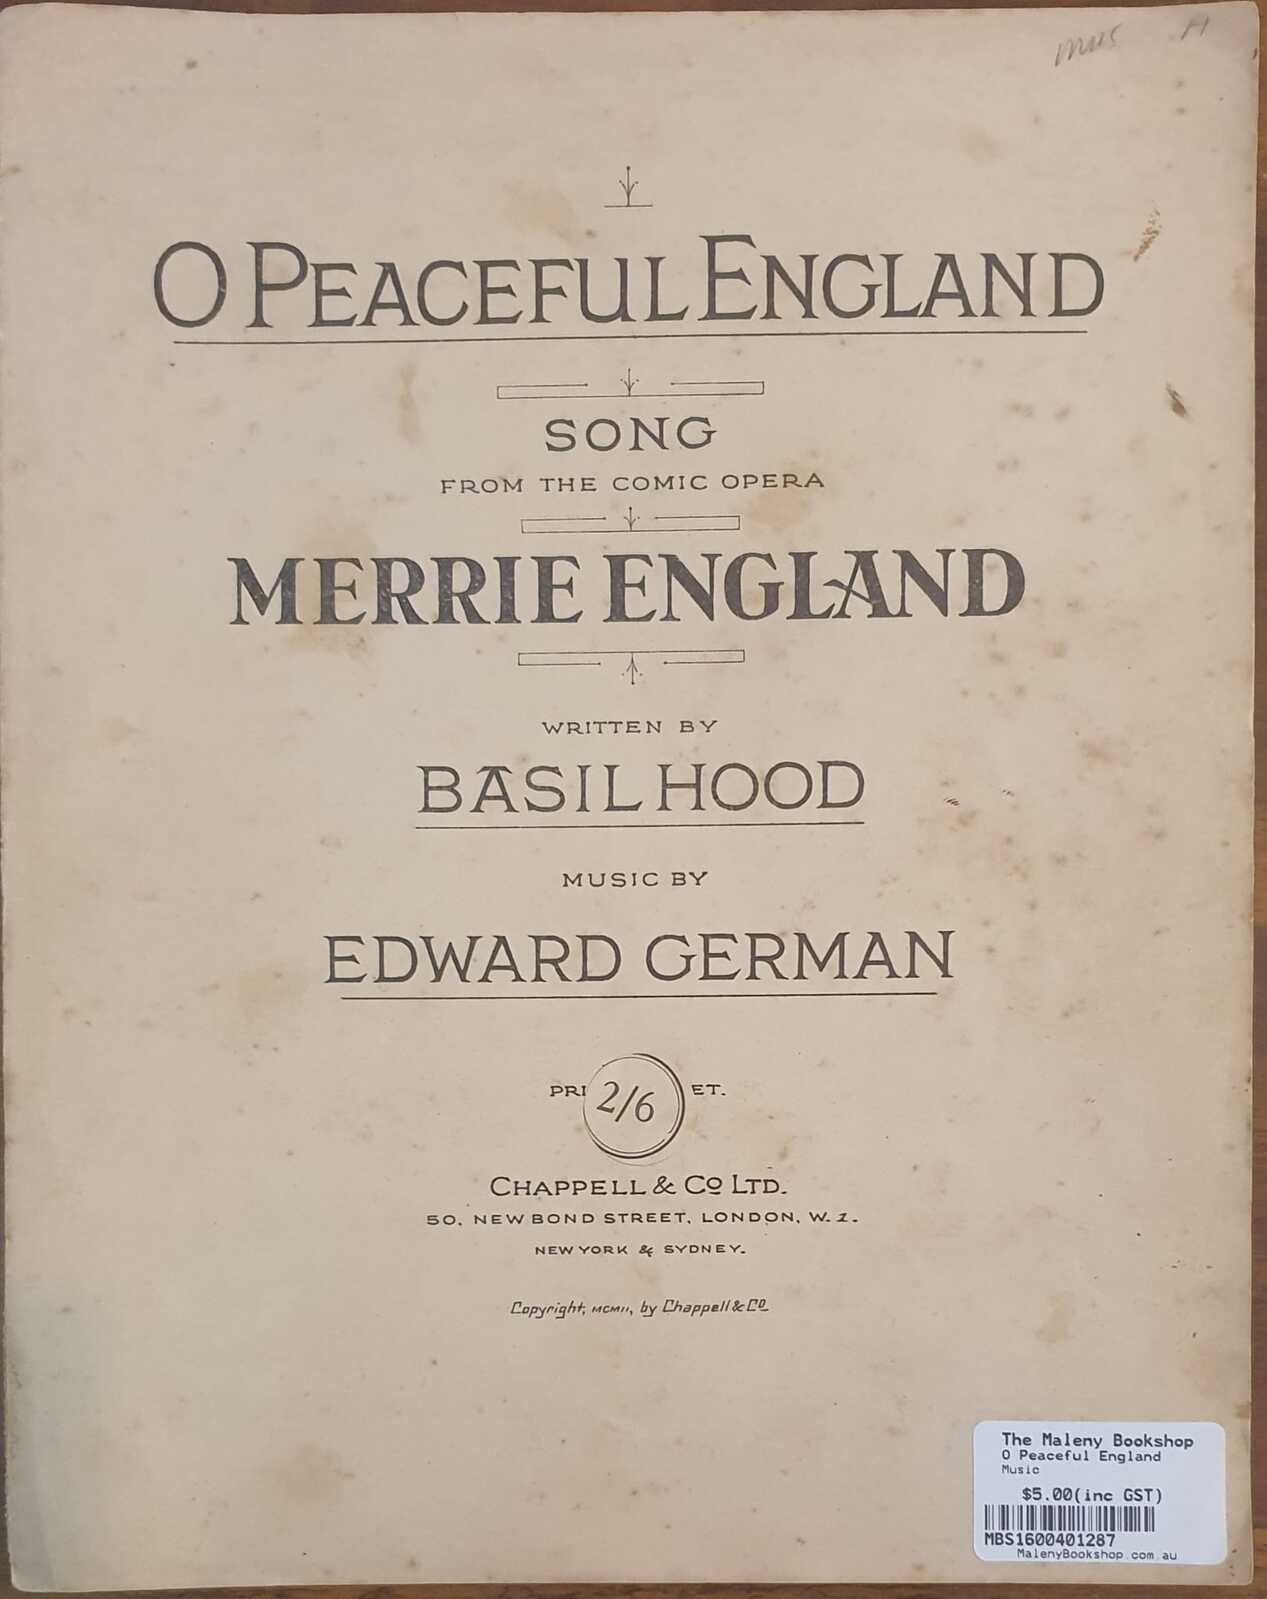 mus H
O PEACEFUL ENGLAND
SONG
FROM THE COMIC OPERA
MERRIE ENGLAND
WRITTEN BY
BASIL HOOD
MUSIC BY
EDWARD GERMAN
PRI 2/6 ET.
CHAPPELL & Co LTD.
50, NEW BOND STREET, LONDON, W.1.
NEW YORK & SYDNEY.
Copyright, MCMII, by Chappell & Co.
The Maleny Bookshop
O Peaceful England
Music
$5.00(inc GST)
MBS1600401287
MalenyBookshop.com.au